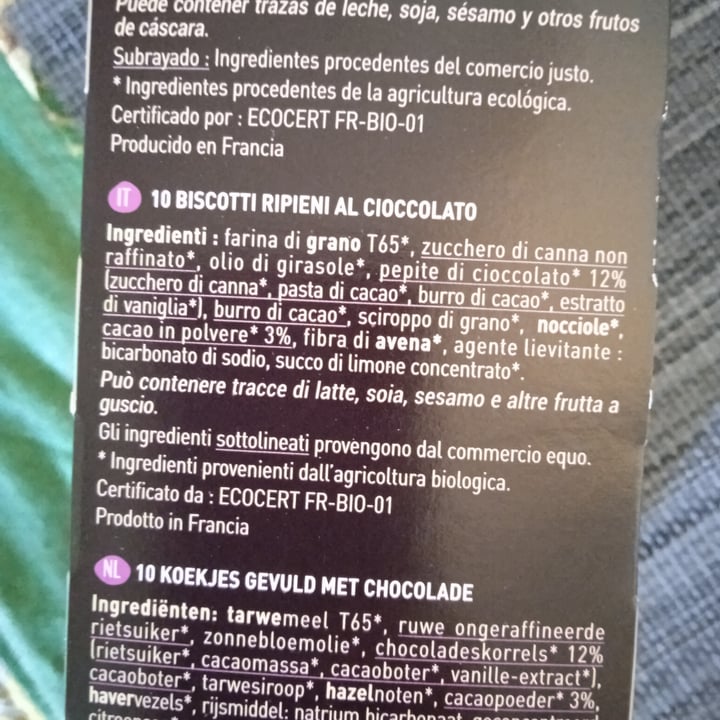 Puede contener trazas de leche, soja, sésamo y otros frutos
de cáscara.
Subrayado : Ingredientes procedentes del comercio justo.
* Ingredientes procedentes de la agricultura ecológica.
Certificado por : ECOCERT FR-BIO-01
Producido en Francia
IT 10 BISCOTTI RIPIENI AL CIOCCOLATO
Ingredienti : farina di grano T65*, zucchero di canna non
raffinato*, olio di girasole*, pepite di cioccolato* 12%
(zucchero di canna*, pasta di cacao*, burro di cacao*, estratto
di vaniglia*), burro di cacao*, sciroppo di grano*, nocciole*,
cacao in polvere* 3%, fibra di avena*, agente lievitante :
bicarbonato di sodio, succo di limone concentrato*.
Può contenere tracce di latte, soia, sesamo e altre frutta a
guscio.
Gli ingredienti sottolineati provengono dal commercio equo.
* Ingredienti provenienti dall'agricoltura biologica.
Certificato da : ECOCERT FR-BIO-01
Prodotto in Francia
NL 10 KOEKJES GEVULD MET CHOCOLADE
Ingrediënten: tarwemeel T65*, ruwe ongeraffineerde
rietsuiker*, zonnebloemolie*, chocoladeskorrels* 12%
(rietsuiker*, cacaomassa*, cacaoboter*, vanille-extract*),
cacaoboter*, tarwesiroop*, hazelnoten*, cacaopoeder* 3%,
havervezels*, rijsmiddel: natrium bicarbonaat,